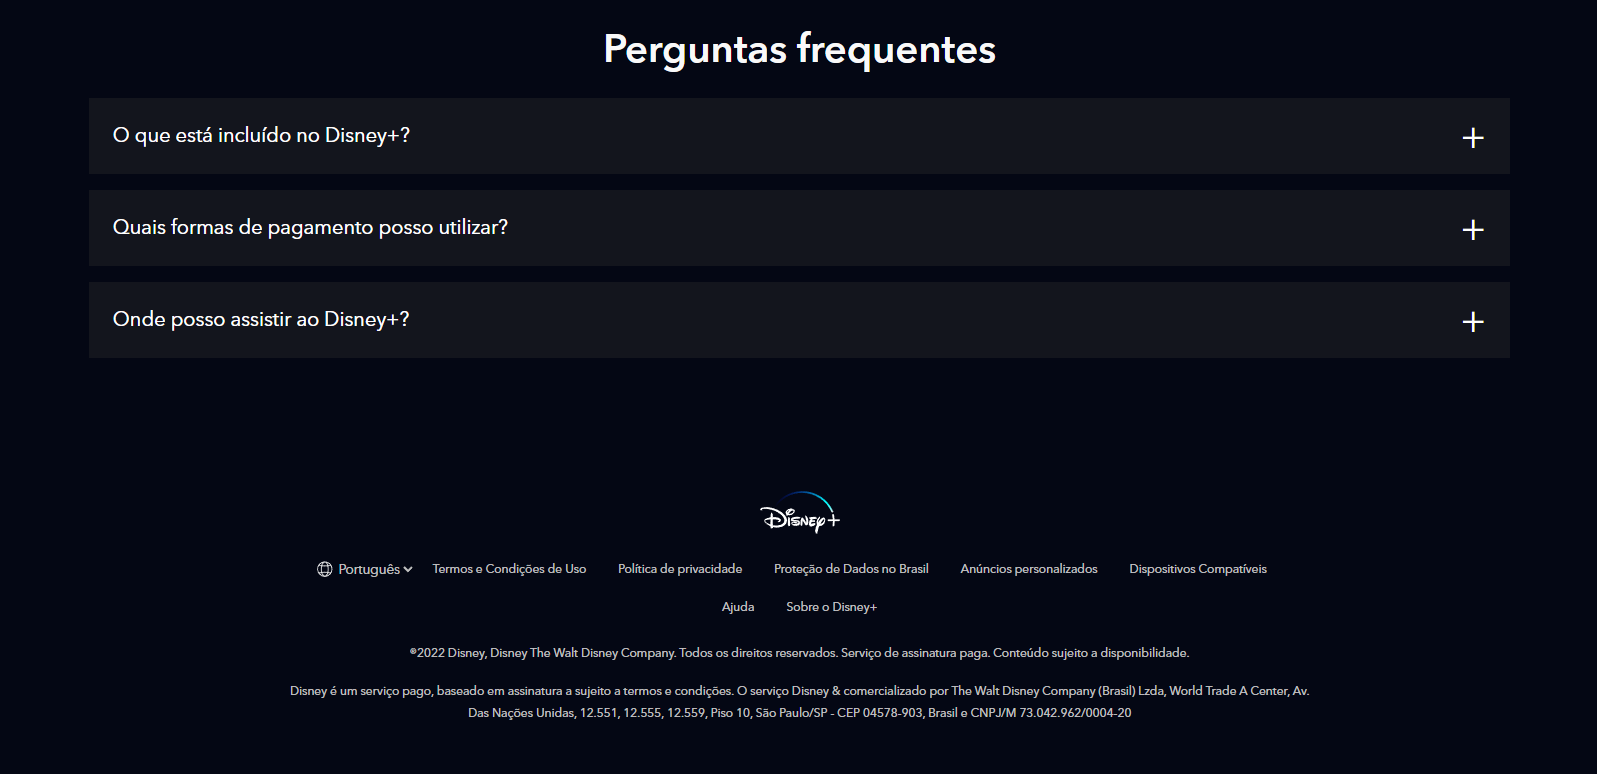 Perguntas frequentes
O que está incluído no Disney+?
Quais formas de pagamento posso utilizar?
Onde posso assistir ao Disney+?
Disney+
Português Termos e Condições de Uso Política de privacidade Proteção de Dados no Brasil Anúncios personalizados Dispositivos Compatíveis
Ajuda Sobre o Disney+
®2022 Disney, Disney The Walt Disney Company. Todos os direitos reservados. Serviço de assinatura paga. Conteúdo sujeito a disponibilidade.
Disney é um serviço pago, baseado em assinatura a sujeito a termos e condições. O serviço Disney & comercializado por The Walt Disney Company (Brasil) Lzda, World Trade A Center, Av.
Das Nações Unidas, 12.551, 12.555, 12.559, Piso 10, São Paulo/SP - CEP 04578-903, Brasil e CNPJ/M 73.042.962/0004-20